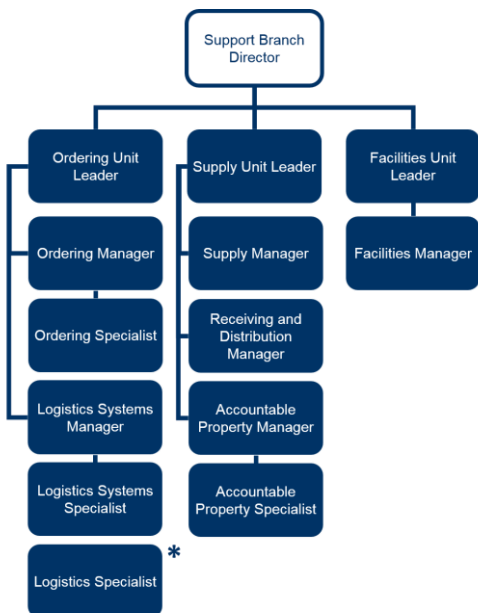 Support Branch
Director
Ordering Unit
Leader
Supply Unit Leader
Facilities Unit
Leader
Ordering Manager
Supply Manager
Facilities Manager
Ordering Specialist
Receiving and
Distribution
Manager
Logistics Systems
Manager
Accountable
Property Manager
Logistics Systems
Specialist
Accountable
Property Specialist
Logistics Specialist
*